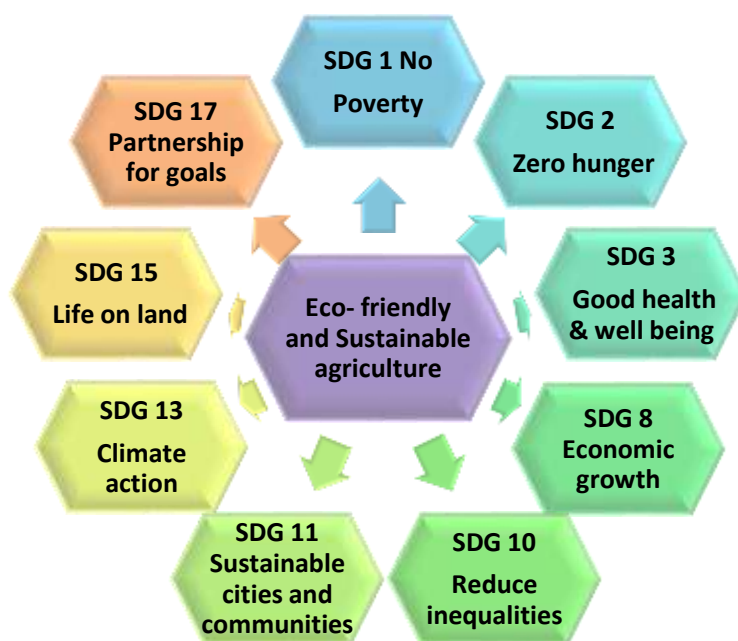 SDG 1 No
Poverty
SDG 2
Zero hunger
SDG 3
Good health
& well being
SDG 8
Economic
growth
SDG 10
Reduce
inequalities
SDG 11
Sustainable
cities and
communities
SDG 13
Climate
action
SDG 15
Life on land
SDG 17
Partnership
for goals
Eco- friendly
and Sustainable
agriculture